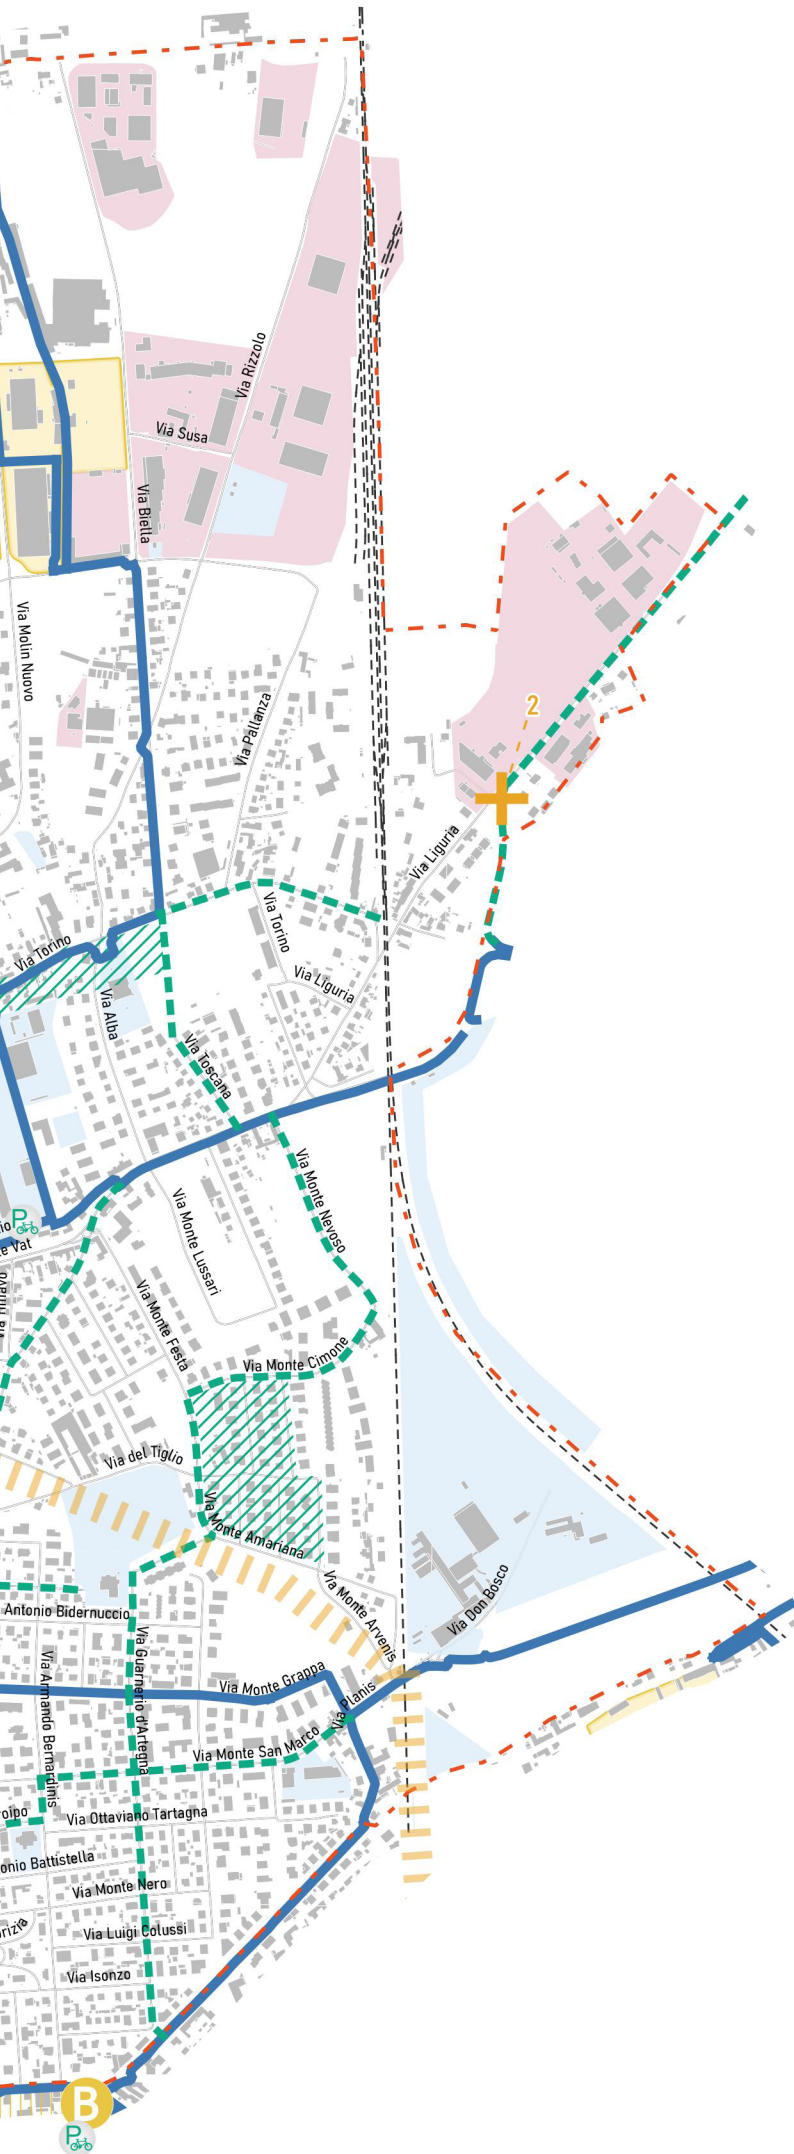 Via Rizzolo
Via Susa
Via Biella
Via Molin Nuovo
2
Via Pallanza
Via Liguria
Via Torino
Via Torino
Via Liguria
Via Alba
Via Toscana
Via Monte Nevoso
Via Monte Lussari
P
io
e Vat
Via Monte Festa
Via Monte Cimone
Via del Tiglio
Via Monte Amariana
Via Monte Arvenis
Via Don Bosco
Antonio Bidernuccio
Via Armando Bernardinis
Via Guarnerio d'Artegna
Via Monte Grappa
Via Planis
Via Monte San Marco
roipo
Via Ottaviano Tartagna
onio Battistella
Via Monte Nero
rizia
Via Luigi Colussi
Via Isonzo
B
P